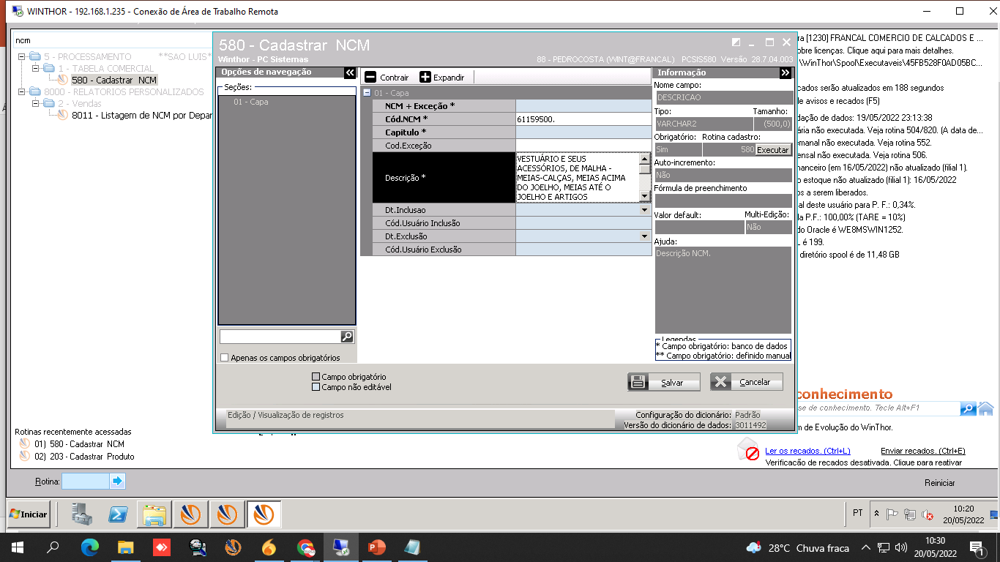 WINTHOR - 192.168.1.235 - Conexão de Área de Trabalho Remota
ncm
5 - PROCESSAMENTO **SAO LUIS*
1 - TABELA COMERCIAL
580 - Cadastrar NCM
8000 - RELATORIOS PERSONALIZADOS
2 - Vendas
8011 - Listagem de NCM por Depar
580 - Cadastrar NCM
Winthor - PC Sistemas
88 - PEDROCOSTA (WINT@FRANCAL) PCSIS580 Versão 28.7.04.003
Opções de navegação
Seções:
01 - Capa
Apenas os campos obrigatórios
Contrair
Expandir
01 - Capa
NCM + Exceção *
Cód.NCM * 61159500.
Capitulo *
Cod.Exceção
Descrição *
VESTUÁRIO E SEUS
ACESSÓRIOS, DE MALHA -
MEIAS-CALÇAS, MEIAS ACIMA
DO JOELHO, MEIAS ATÉ O
JOELHO E ARTIGOS
Dt.Inclusao
Cód.Usuário Inclusão
Dt.Exclusão
Cód.Usuário Exclusão
Informação
Nome campo:
DESCRICAO
Tipo: Tamanho:
VARCHAR2 (500,0)
Obrigatório: Rotina cadastro:
Sim 580 Executar
Auto-incremento:
Não
Fórmula de preenchimento
Valor default: Multi-Edição:
Não
Ajuda:
Descrição NCM.
Legendas
* Campo obrigatório: banco de dados
** Campo obrigatório: definido manual
Campo obrigatório
Campo não editável
Salvar
Cancelar
Edição / Visualização de registros
Configuração do dicionário: Padrão
Versão do dicionário de dados: 3011492
ra [1230] FRANCAL COMERCIO DE CALCADOS E ...
obre licenças. Clique aqui para mais detalhes.
\WinThor\Spool\Executaveis\45FB528F0AD05BC...
cados serão atualizados em 188 segundos
e avisos e recados (F5)
dação de dados: 19/05/2022 23:13:38
ária não executada. Veja rotina 504/820. (A data de...
emanal não executada. Veja rotina 552.
ensal não executada. Veja rotina 506.
nanceiro (em 16/05/2022) não atualizado (filial 1).
o estoque não atualizado (filial 1): 16/05/2022
os a serem liberados.
al deste usuário para P. F.: 0,34%.
la P.F.: 100,00% (TARE = 10%)
do Oracle é WE8MSWIN1252.
L é 199.
diretório spool é de 11,48 GB
conhecimento
se de conhecimento. Tecle Alt+F1
m de Evolução do WinThor.
Ler os recados. (Ctrl+L)
Enviar recados. (Ctrl+E)
Verificação de recados desativada. Clique para reativar
Rotinas recentemente acessadas
01) 580 - Cadastrar NCM
02) 203 - Cadastrar Produto
Rotina:
Reiniciar
Iniciar
PT
10:20
20/05/2022
28°C Chuva fraca
10:30
20/05/2022
1